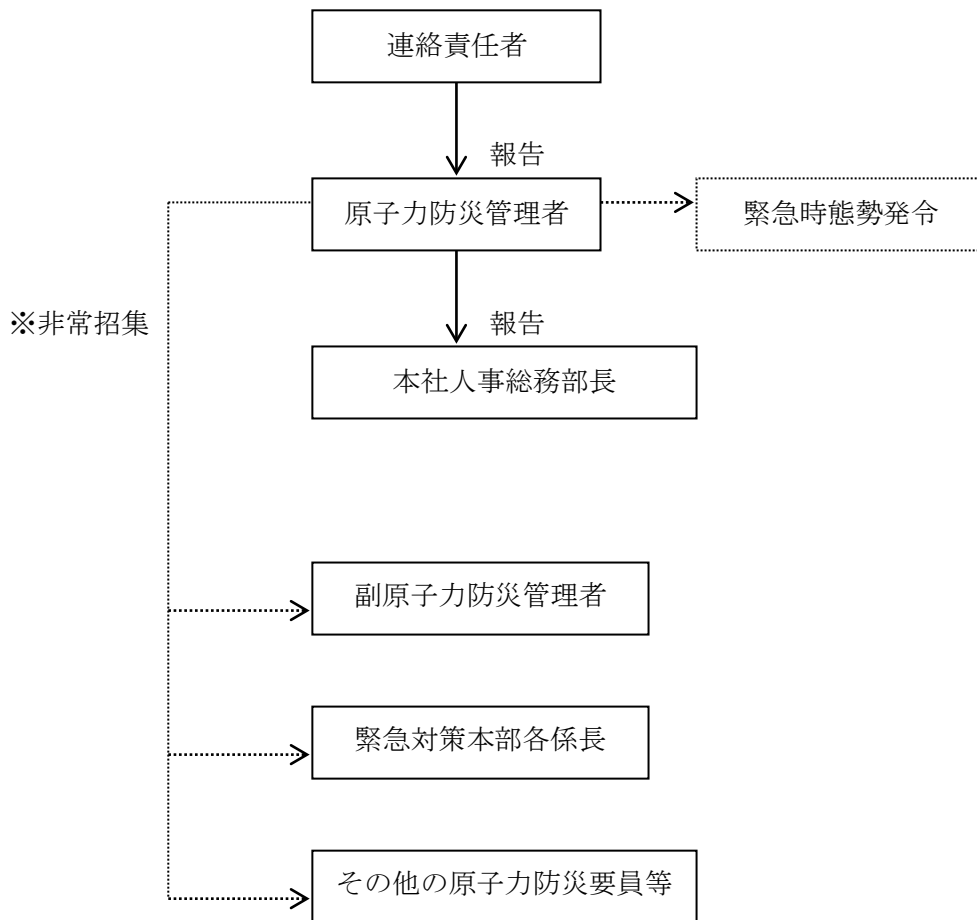 連絡責任者
報告
原子力防災管理者
緊急時態勢発令
※非常招集
報告
本社人事総務部長
副原子力防災管理者
緊急対策本部各係長
その他の原子力防災要員等